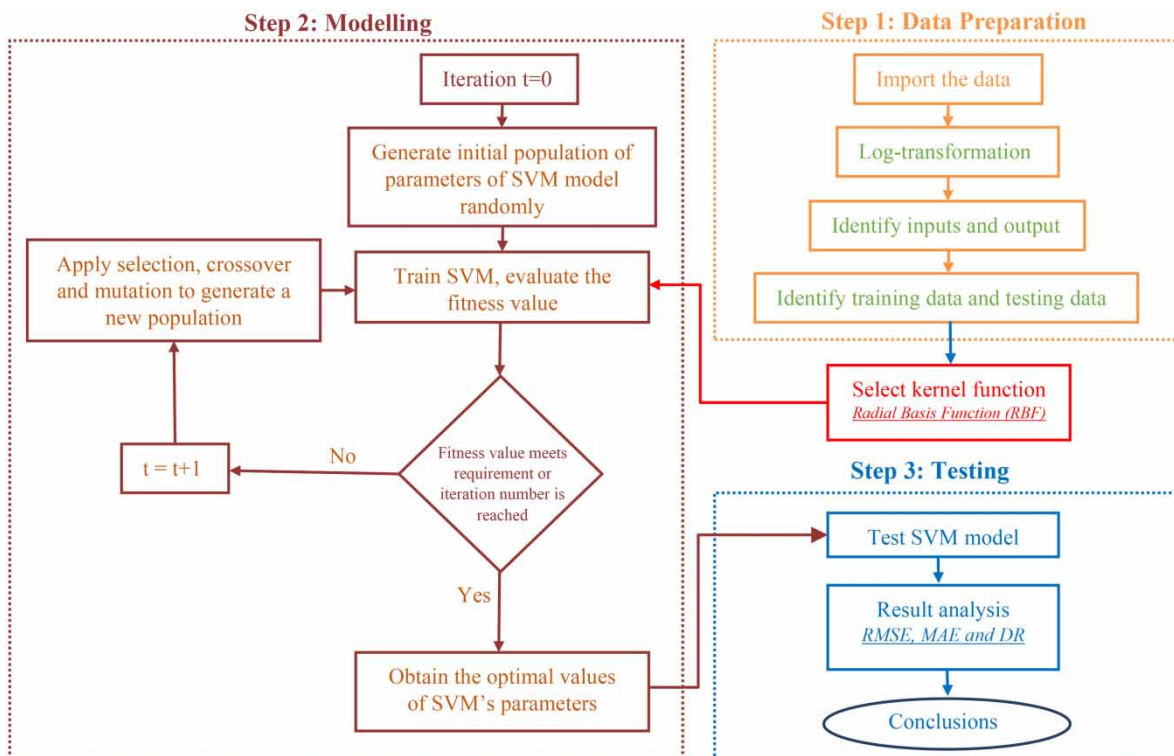 Step 2: Modelling
Iteration t=0
Generate initial population of
parameters of SVM model
randomly
Apply selection, crossover
and mutation to generate a
new population
Train SVM, evaluate the
fitness value
Fitness value meets
requirement or
iteration number is
reached
No
t = t+1
Yes
Obtain the optimal values
of SVM’s parameters
Step 1: Data Preparation
Import the data
Log-transformation
Identify inputs and output
Identify training data and testing data
Select kernel function
Radial Basis Function (RBF)
Step 3: Testing
Test SVM model
Result analysis
RMSE, MAE and DR
Conclusions